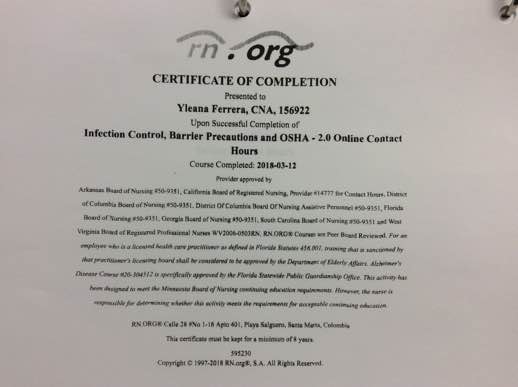 rn.org
CERTIFICATE OF COMPLETION
Presented to
Yleana Ferrera, CNA, 156922
Upon Successful Completion of
Infection Control, Barrier Precautions and OSHA - 2.0 Online Contact
Hours
Course Completed: 2018-03-12
Provider approved by
Arkansas Board of Nursing #50-9351, California Board of Registered Nursing, Provider #14777 for Contact Hours, District
of Columbia Board of Nursing #50-9351, District Of Columbia Board Of Nursing Assistive Personnel #50-9351, Florida
Board of Nursing #50-9351, Georgia Board of Nursing #50-9351, South Carolina Board of Nursing #50-9351 and West
Virginia Board of Registered Professional Nurses WV2006-0503RN, RN.ORG® Courses are Peer Board Reviewed. For an
employee who is a licensed health care practitioner as defined in Florida Statutes 456.001, training that is sanctioned by
that practitioner's licensing board shall be considered to be approved by the Department of Elderly Affairs. Alzheimer's
Disease Course #20-304512 is specifically approved by the Florida Statewide Public Guardianship Office. This activity has
been designed to meet the Minnesota Board of Nursing continuing education requirements. However, the nurse is
responsible for determining whether this activity meets the requirements for acceptable continuing education.
RN.ORG® Calle 28 #No 1-16 Apto 401, Playa Salguero, Santa Marta, Colombia
This certificate must be kept for a minimum of 8 years
595230
Copyright © 1997-2018 RN.org®, S.A. All Rights Reserved.